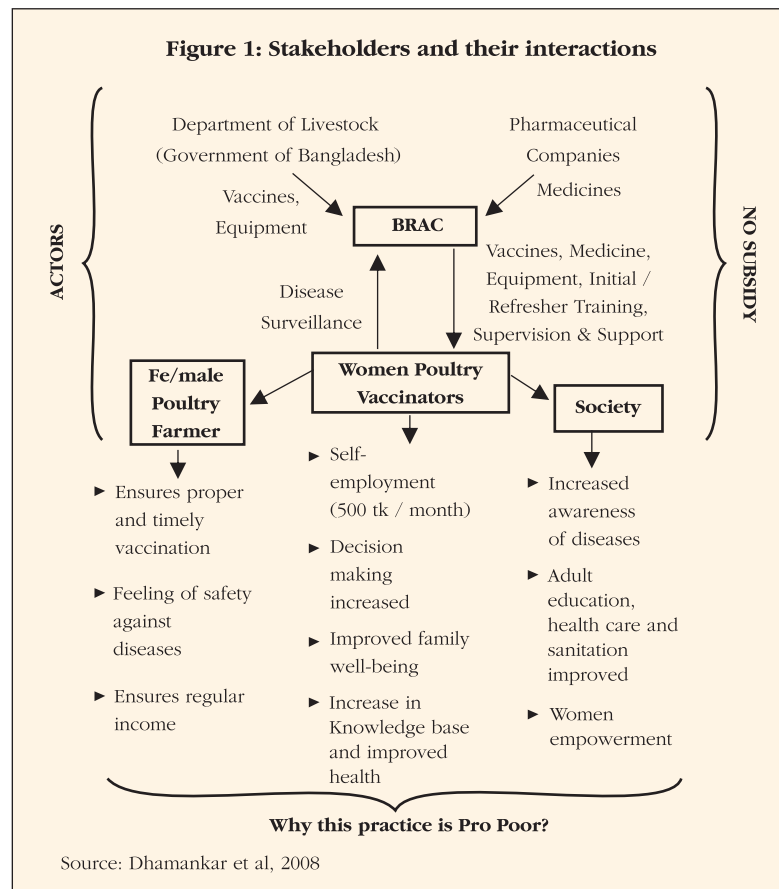 Figure 1: Stakeholders and their interactions
ACTORS
NO SUBSIDY
Department of Livestock
(Government of Bangladesh)
Pharmaceutical
Companies
Vaccines,
Equipment
Medicines
BRAC
Disease
Surveillance
Vaccines, Medicine,
Equipment, Initial /
Refresher Training,
Supervision & Support
Fe/male
Poultry
Farmer
Women Poultry
Vaccinators
Society
► Ensures proper
and timely
vaccination
► Feeling of safety
against
diseases
► Ensures regular
income
► Self-
employment
(500 tk / month)
► Decision
making
increased
► Improved family
well-being
► Increase in
Knowledge base
and improved
health
► Increased
awareness
of diseases
► Adult
education,
health care and
sanitation
improved
► Women
empowerment
Why this practice is Pro Poor?
Source: Dhamankar et al, 2008